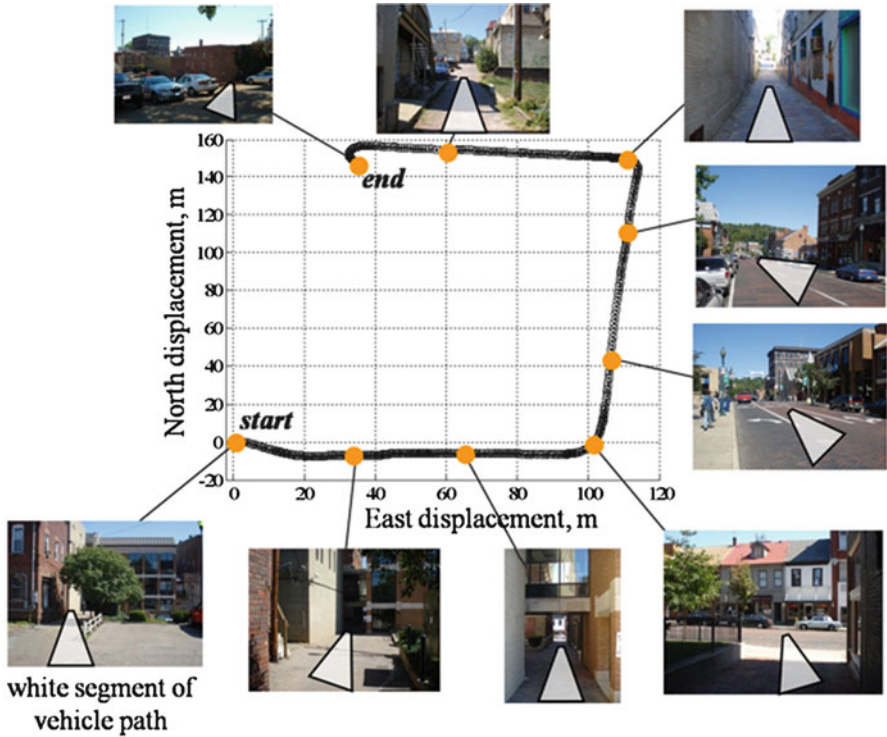 160
140
120
100
80
60
40
20
0
-20
North displacement, m
end
start
0 20 40 60 80 100 120
East displacement, m
white segment of
vehicle path